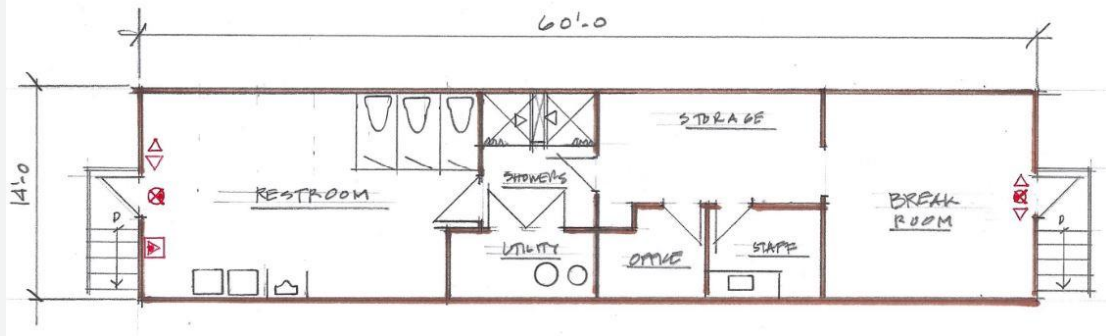 60'-0
14'-0
STORAGE
SHOWERS
RESTROOM
BREAK
ROOM
UTILITY
OFFICE
STAFF
D
D